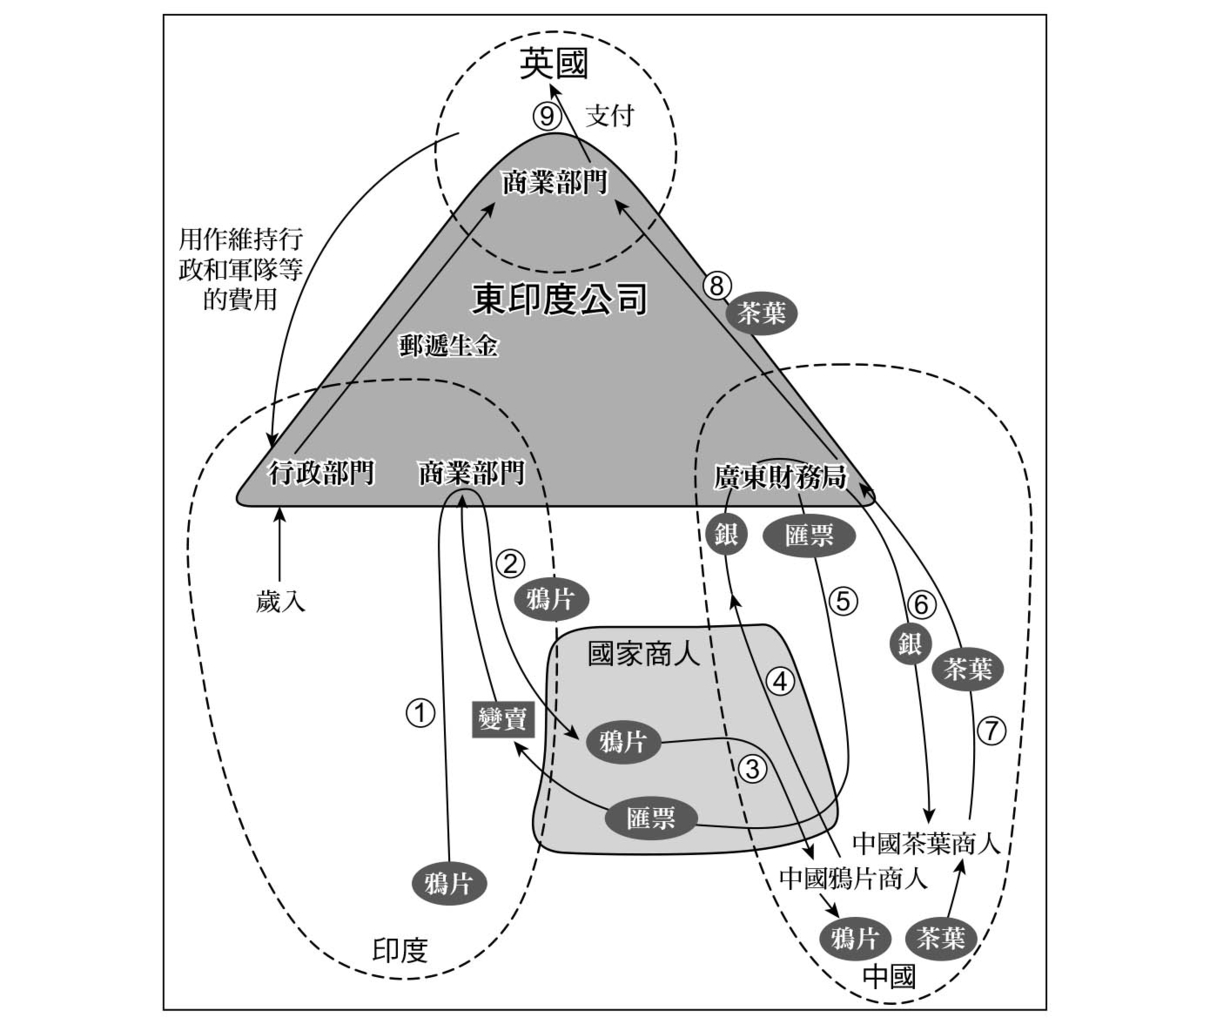 英國
⑨
支付
商業部門
用作維持行
政和軍隊等
的費用
東印度公司
⑧
茶葉
郵遞生金
行政部門
商業部門
廣東財務局
銀
匯票
歲入
②
鴉片
⑤
⑥
國家商人
銀
茶葉
④
①
變賣
鴉片
③
⑦
匯票
中國茶葉商人
中國鴉片商人
鴉片
鴉片
茶葉
印度
中國